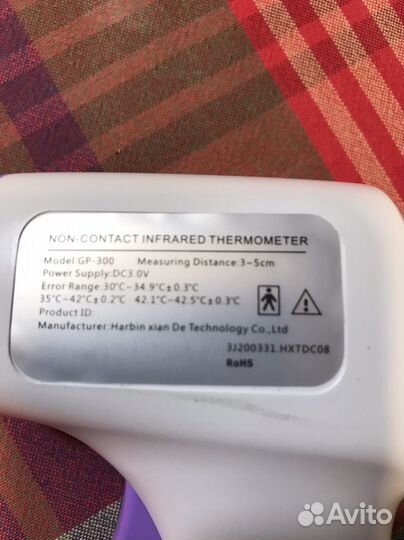 NON-CONTACT INFRARED THERMOMETER
Model:GP-300 Measuring Distance:3-5cm
Power Supply:DC3.0V
Error Range:30℃-34.9℃±0.3℃
35℃-42℃±0.2℃ 42.1℃-42.5℃±0.3℃
Product ID:
Manufacturer:Harbin xian De Technology Co.,Ltd
3J200331.HXTDC08
RoHS
Avito